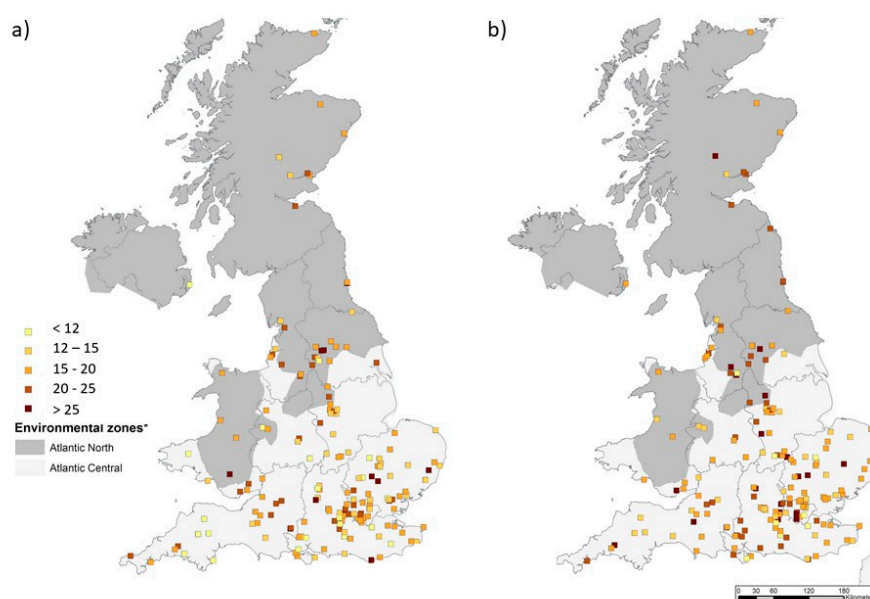 a)
b)
< 12
12 – 15
15 - 20
20 - 25
> 25
Environmental zones*
Atlantic North
Atlantic Central
0 30 60 120 180
Kilometers